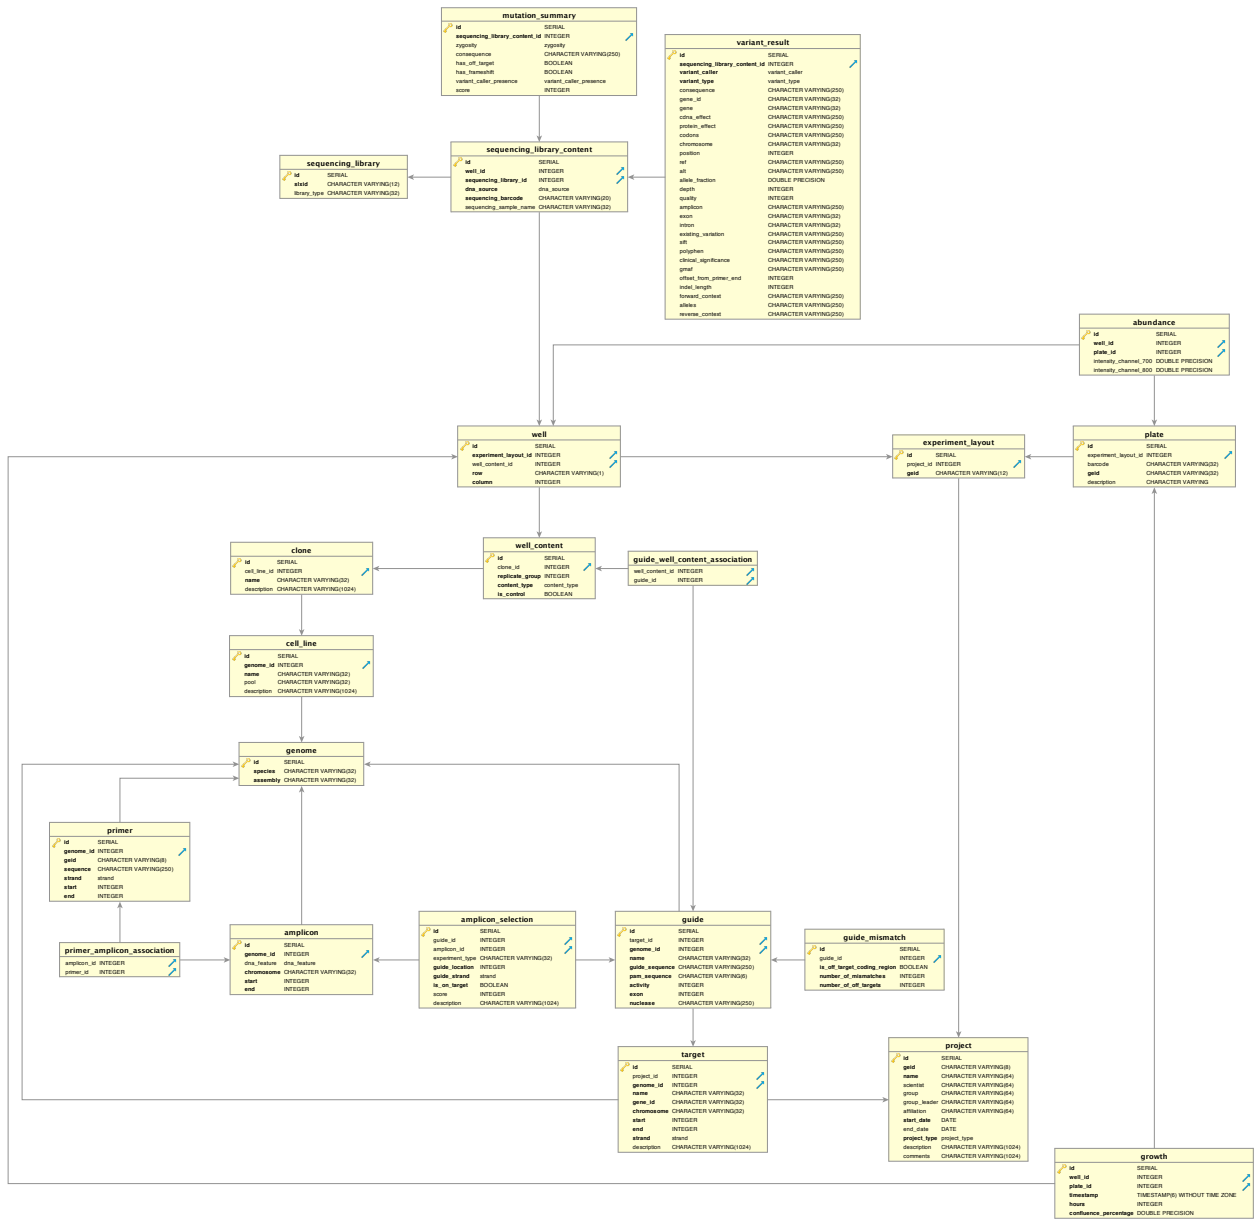 mutation_summary
id SERIAL
sequencing_library_content_id INTEGER
zygosity zygosity
consequence CHARACTER VARYING(250)
has_off_target BOOLEAN
has_frameshift BOOLEAN
variant_caller_presence variant_caller_presence
score INTEGER
variant_result
id SERIAL
sequencing_library_content_id INTEGER
variant_caller variant_caller
variant_type variant_type
consequence CHARACTER VARYING(250)
gene_id CHARACTER VARYING(32)
gene CHARACTER VARYING(32)
cdna_effect CHARACTER VARYING(250)
protein_effect CHARACTER VARYING(250)
codons CHARACTER VARYING(250)
chromosome CHARACTER VARYING(32)
position INTEGER
ref CHARACTER VARYING(250)
alt CHARACTER VARYING(250)
allele_fraction DOUBLE PRECISION
depth INTEGER
quality INTEGER
amplicon CHARACTER VARYING(250)
exon CHARACTER VARYING(32)
intron CHARACTER VARYING(32)
existing_variation CHARACTER VARYING(250)
sift CHARACTER VARYING(250)
polyphen CHARACTER VARYING(250)
clinical_significance CHARACTER VARYING(250)
gmaf CHARACTER VARYING(250)
offset_from_primer_end INTEGER
indel_length INTEGER
forward_context CHARACTER VARYING(250)
alleles CHARACTER VARYING(250)
reverse_context CHARACTER VARYING(250)
sequencing_library
id SERIAL
slxid CHARACTER VARYING(12)
library_type CHARACTER VARYING(32)
sequencing_library_content
id SERIAL
well_id INTEGER
sequencing_library_id INTEGER
dna_source dna_source
sequencing_barcode CHARACTER VARYING(20)
sequencing_sample_name CHARACTER VARYING(32)
abundance
id SERIAL
well_id INTEGER
plate_id INTEGER
intensity_channel_700 DOUBLE PRECISION
intensity_channel_800 DOUBLE PRECISION
well
id SERIAL
experiment_layout_id INTEGER
well_content_id INTEGER
row CHARACTER VARYING(1)
column INTEGER
experiment_layout
id SERIAL
project_id INTEGER
geid CHARACTER VARYING(12)
plate
id SERIAL
experiment_layout_id INTEGER
barcode CHARACTER VARYING(32)
geid CHARACTER VARYING(32)
description CHARACTER VARYING
clone
id SERIAL
cell_line_id INTEGER
name CHARACTER VARYING(32)
description CHARACTER VARYING(1024)
well_content
id SERIAL
clone_id INTEGER
replicate_group INTEGER
content_type content_type
is_control BOOLEAN
guide_well_content_association
well_content_id INTEGER
guide_id INTEGER
cell_line
id SERIAL
genome_id INTEGER
name CHARACTER VARYING(32)
pool CHARACTER VARYING(32)
description CHARACTER VARYING(1024)
genome
id SERIAL
species CHARACTER VARYING(32)
assembly CHARACTER VARYING(32)
primer
id SERIAL
genome_id INTEGER
geid CHARACTER VARYING(8)
sequence CHARACTER VARYING(250)
strand strand
start INTEGER
end INTEGER
primer_amplicon_association
amplicon_id INTEGER
primer_id INTEGER
amplicon
id SERIAL
genome_id INTEGER
dna_feature dna_feature
chromosome CHARACTER VARYING(32)
start INTEGER
end INTEGER
amplicon_selection
id SERIAL
guide_id INTEGER
amplicon_id INTEGER
experiment_type CHARACTER VARYING(32)
guide_location INTEGER
guide_strand strand
is_on_target BOOLEAN
score INTEGER
description CHARACTER VARYING(1024)
guide
id SERIAL
target_id INTEGER
genome_id INTEGER
name CHARACTER VARYING(32)
guide_sequence CHARACTER VARYING(250)
pam_sequence CHARACTER VARYING(6)
activity INTEGER
exon INTEGER
nuclease CHARACTER VARYING(250)
guide_mismatch
id SERIAL
guide_id INTEGER
is_off_target_coding_region BOOLEAN
number_of_mismatches INTEGER
number_of_off_targets INTEGER
target
id SERIAL
project_id INTEGER
genome_id INTEGER
name CHARACTER VARYING(32)
gene_id CHARACTER VARYING(32)
chromosome CHARACTER VARYING(32)
start INTEGER
end INTEGER
strand strand
description CHARACTER VARYING(1024)
project
id SERIAL
geid CHARACTER VARYING(8)
name CHARACTER VARYING(64)
scientist CHARACTER VARYING(64)
group CHARACTER VARYING(64)
group_leader CHARACTER VARYING(64)
affiliation CHARACTER VARYING(64)
start_date DATE
end_date DATE
project_type project_type
description CHARACTER VARYING(1024)
comments CHARACTER VARYING(1024)
growth
id SERIAL
well_id INTEGER
plate_id INTEGER
timestamp TIMESTAMP(6) WITHOUT TIME ZONE
hours INTEGER
confluence_percentage DOUBLE PRECISION